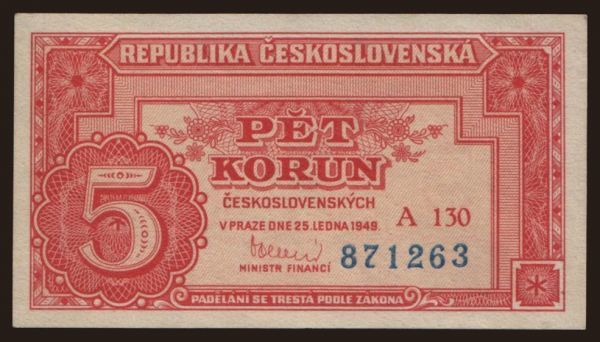 REPUBLIKA ČESKOSLOVENSKÁ
PĚT
KORUN
ČESKOSLOVENSKÝCH
V PRAZE DNE 25. LEDNA 1949.
A 130
871263
MINISTR FINANCÍ
5
PADĚLÁNÍ SE TRESTÁ PODLE ZÁKONA